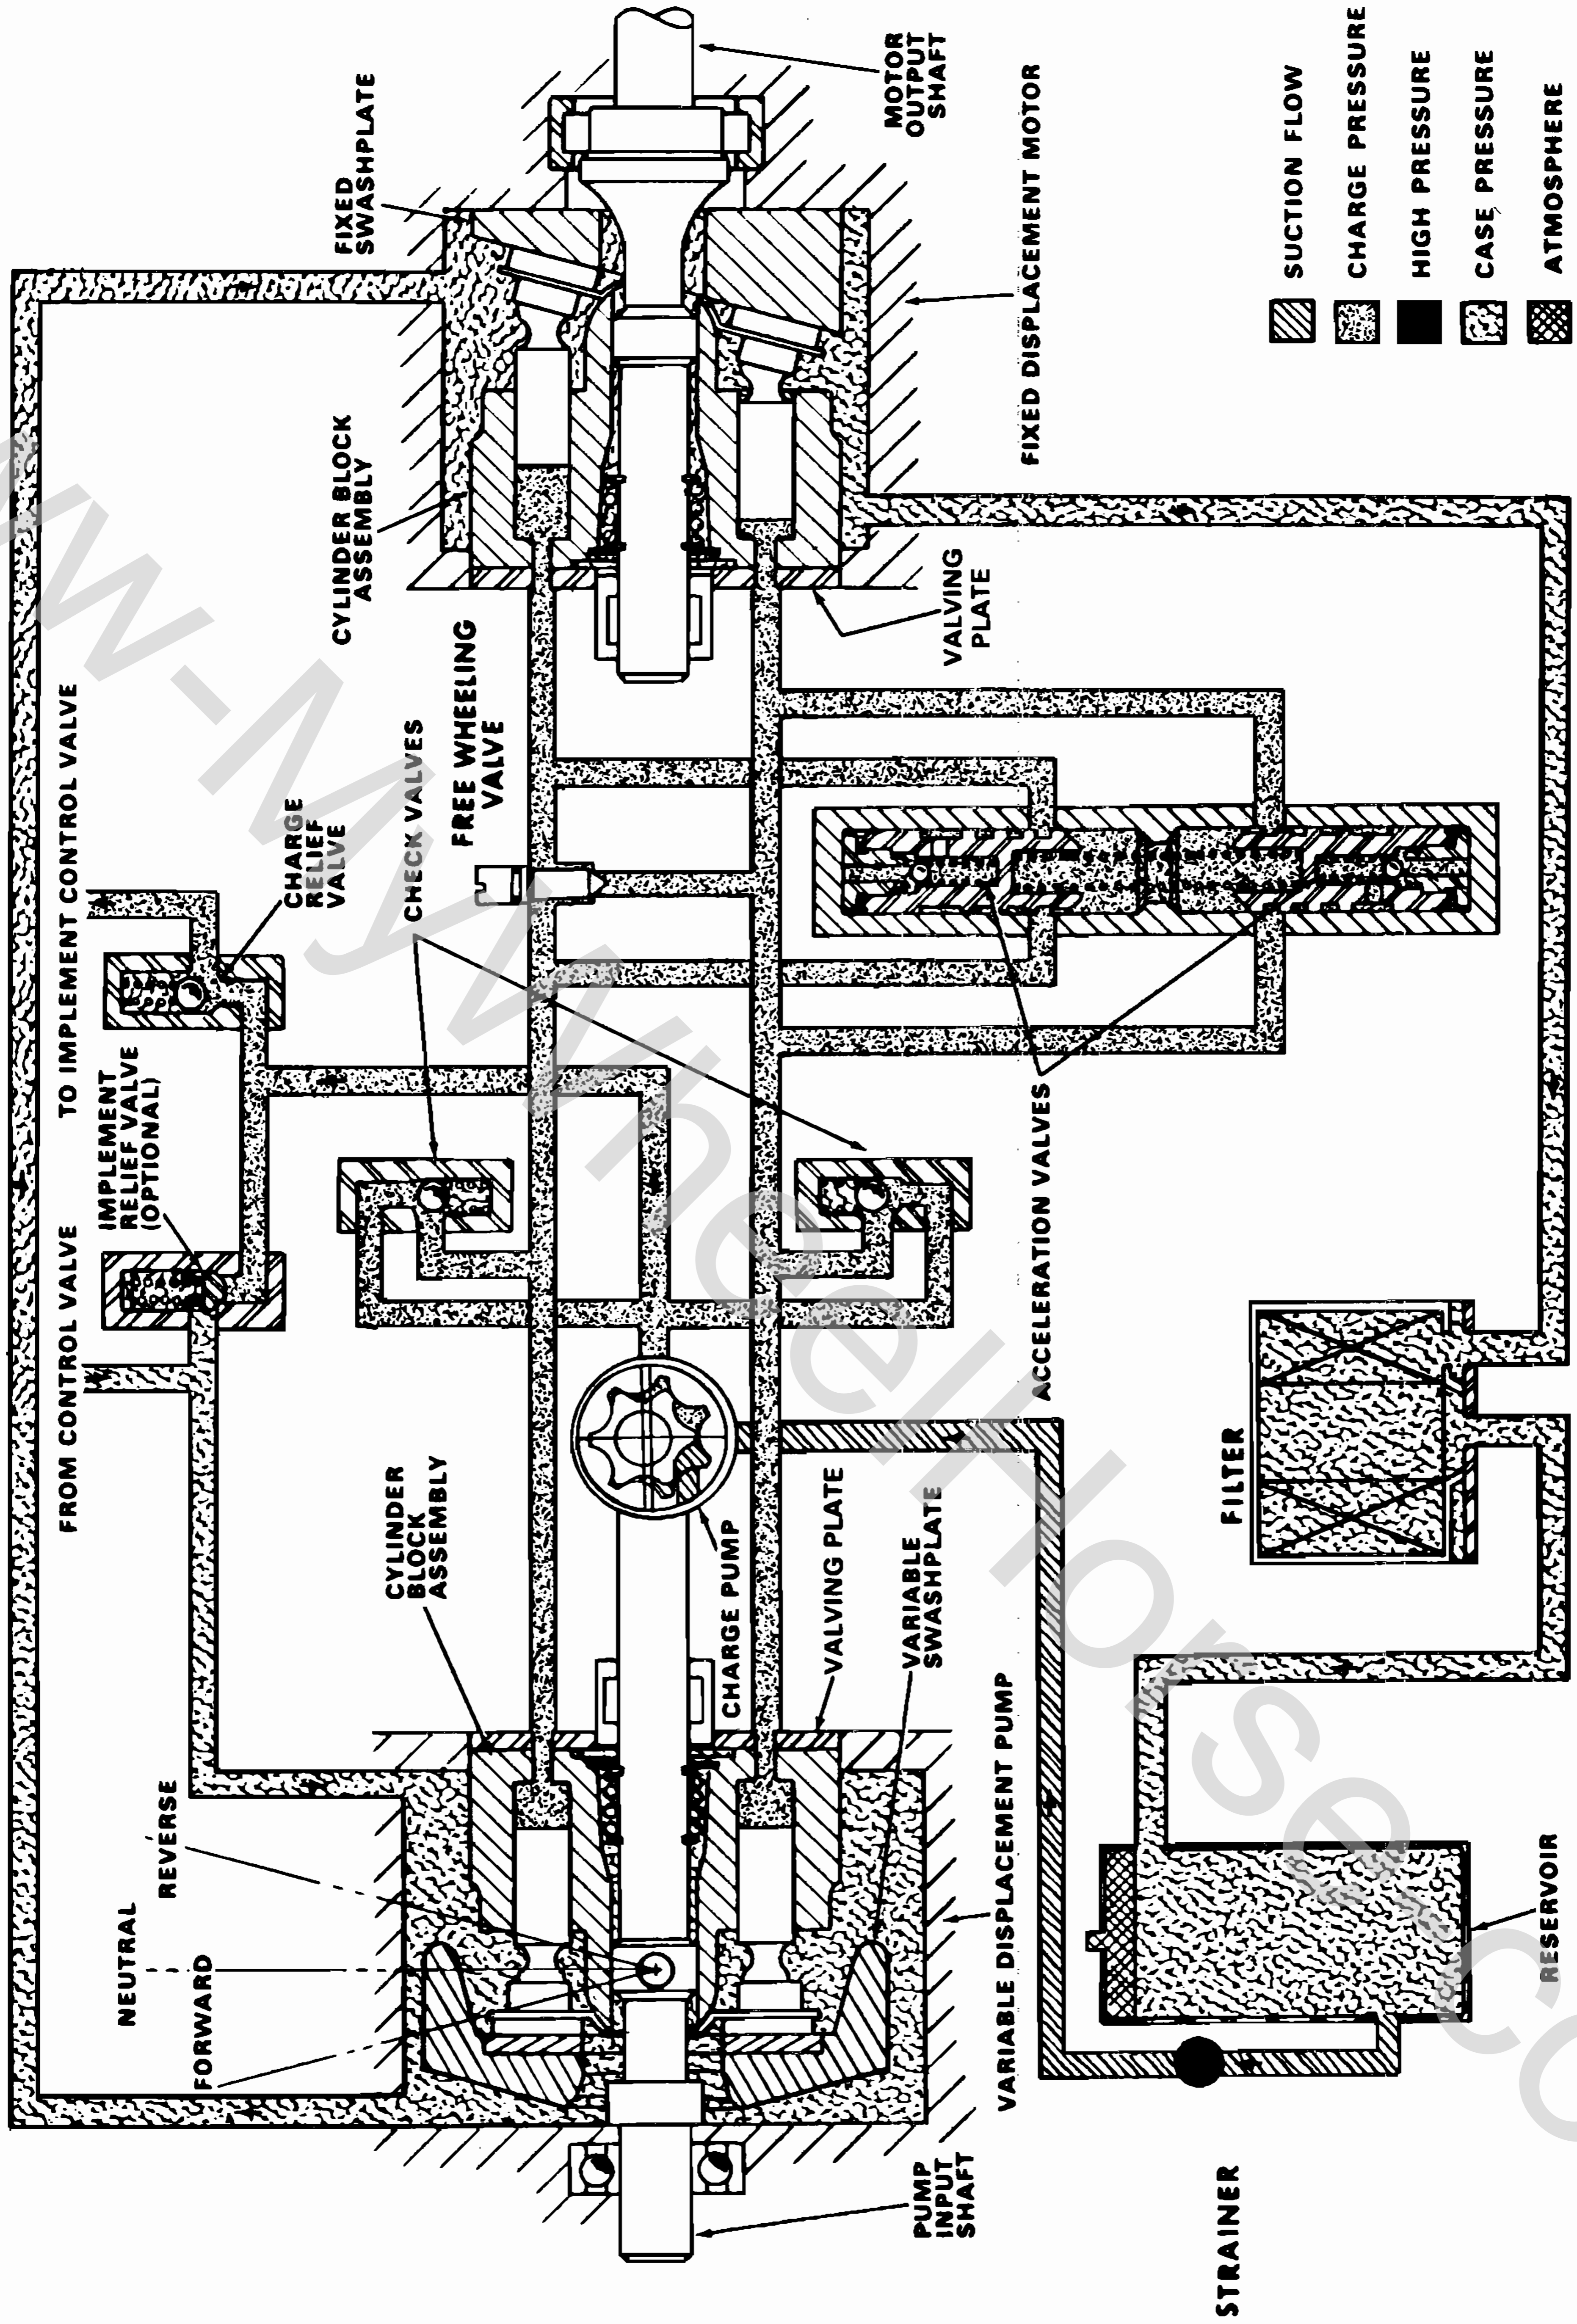 FROM CONTROL VALVE
TO IMPLEMENT CONTROL VALVE
IMPLEMENT
RELIEF VALVE
(OPTIONAL)
CHARGE
RELIEF
VALVE
NEUTRAL
REVERSE
FORWARD
CYLINDER
BLOCK
ASSEMBLY
CHECK VALVES
FREE WHEELING
VALVE
CYLINDER BLOCK
ASSEMBLY
FIXED
SWASHPLATE
PUMP
INPUT
SHAFT
CHARGE PUMP
VALVING PLATE
VARIABLE
SWASHPLATE
VARIABLE DISPLACEMENT PUMP
ACCELERATION VALVES
VALVING
PLATE
MOTOR
OUTPUT
SHAFT
FIXED DISPLACEMENT MOTOR
STRAINER
RESERVOIR
FILTER
SUCTION FLOW
CHARGE PRESSURE
HIGH PRESSURE
CASE PRESSURE
ATMOSPHERE
w-MyWheelHorse.co